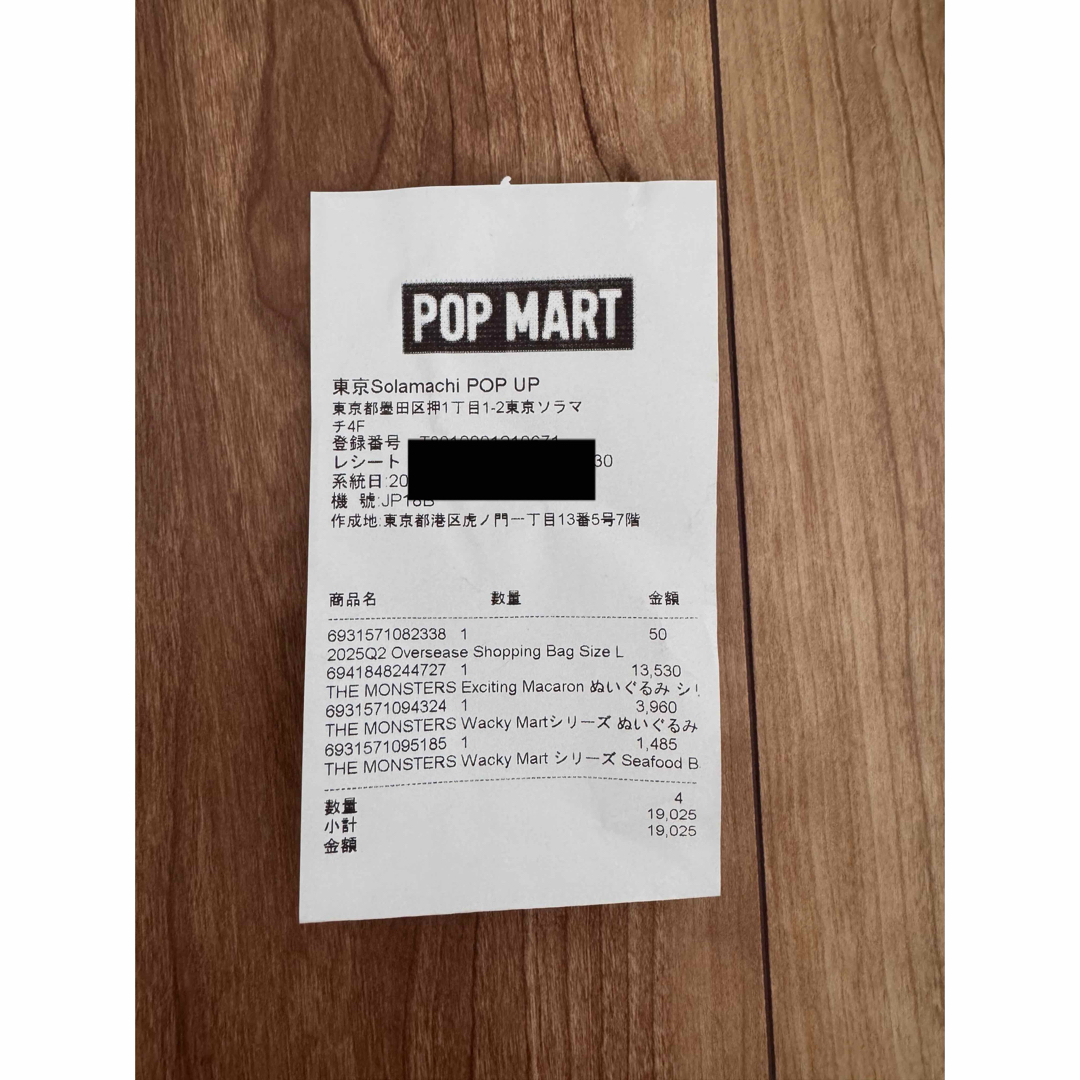 POP MART
東京Solamachi POP UP
東京都墨田区押1丁目1-2東京ソラマ
チ4F
登録番号
レシート 30
系統日:20
機 號:JP18B
作成地:東京都港区虎ノ門一丁目13番5号7階
商品名 数量 金額
6931571082338 1 50
2025Q2 Oversease Shopping Bag Size L
6941848244727 1 13,530
THE MONSTERS Exciting Macaron ぬいぐるみ シリ
6931571094324 1 3,960
THE MONSTERS Wacky Martシリーズ ぬいぐるみ
6931571095185 1 1,485
THE MONSTERS Wacky Mart シリーズ Seafood B
数量 4
小計 19,025
金額 19,025